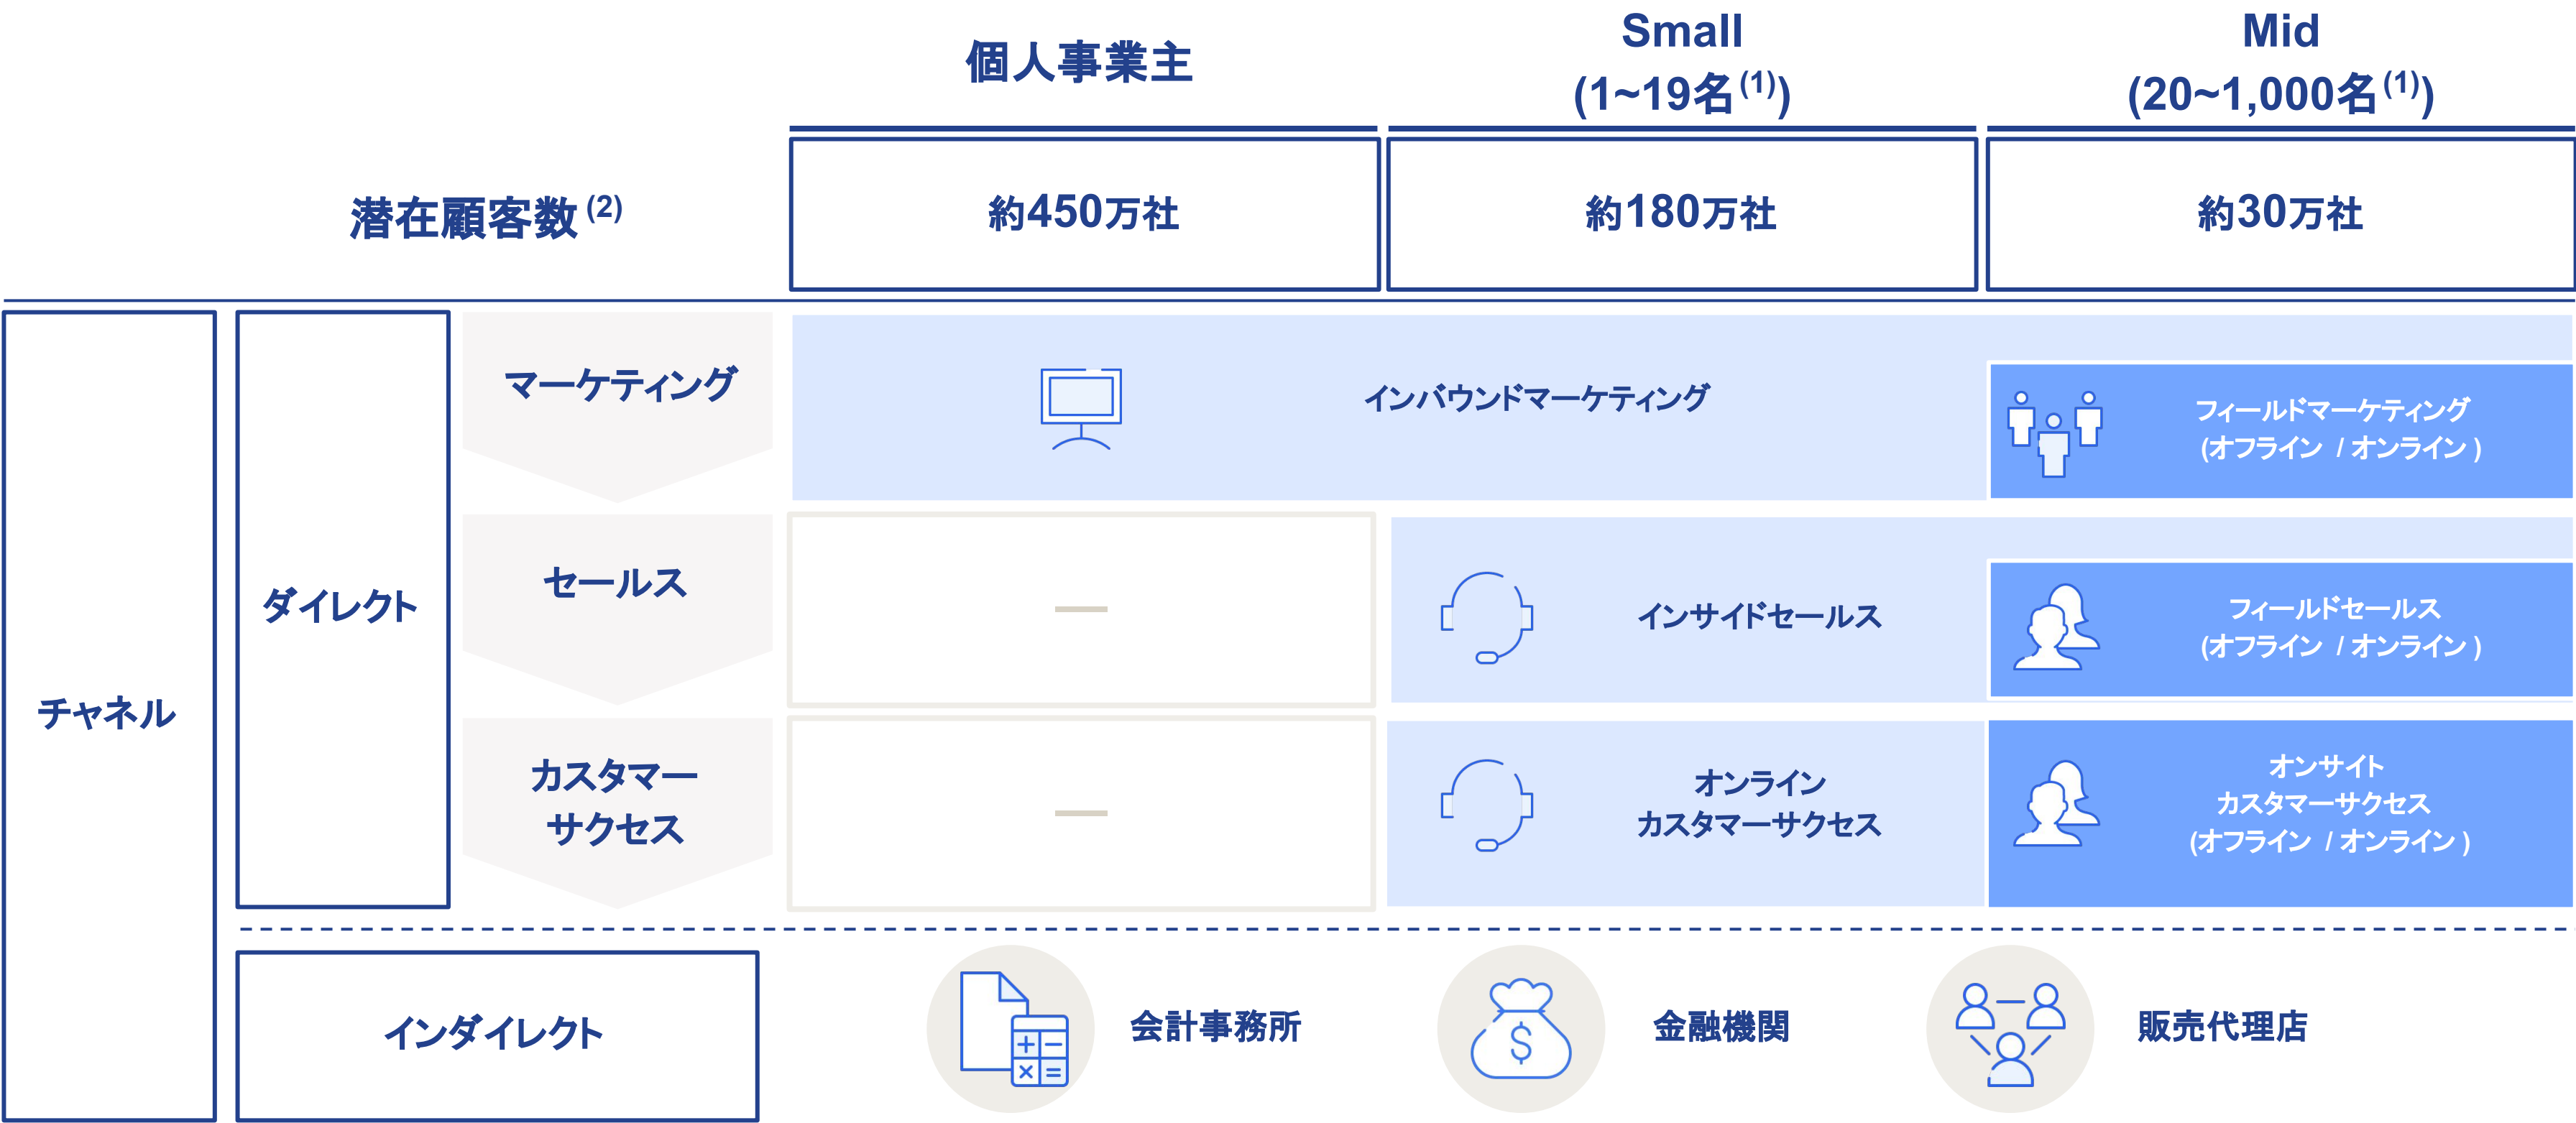 個人事業主
Small
(1~19名(1))
Mid
(20~1,000名(1))
潜在顧客数(2)
約450万社
約180万社
約30万社
チャネル
ダイレクト
マーケティング
インバウンドマーケティング
フィールドマーケティング
(オフライン / オンライン)
セールス
—
インサイドセールス
フィールドセールス
(オフライン / オンライン)
カスタマー
サクセス
—
オンライン
カスタマーサクセス
オンサイト
カスタマーサクセス
(オフライン / オンライン)
インダイレクト
会計事務所
金融機関
販売代理店